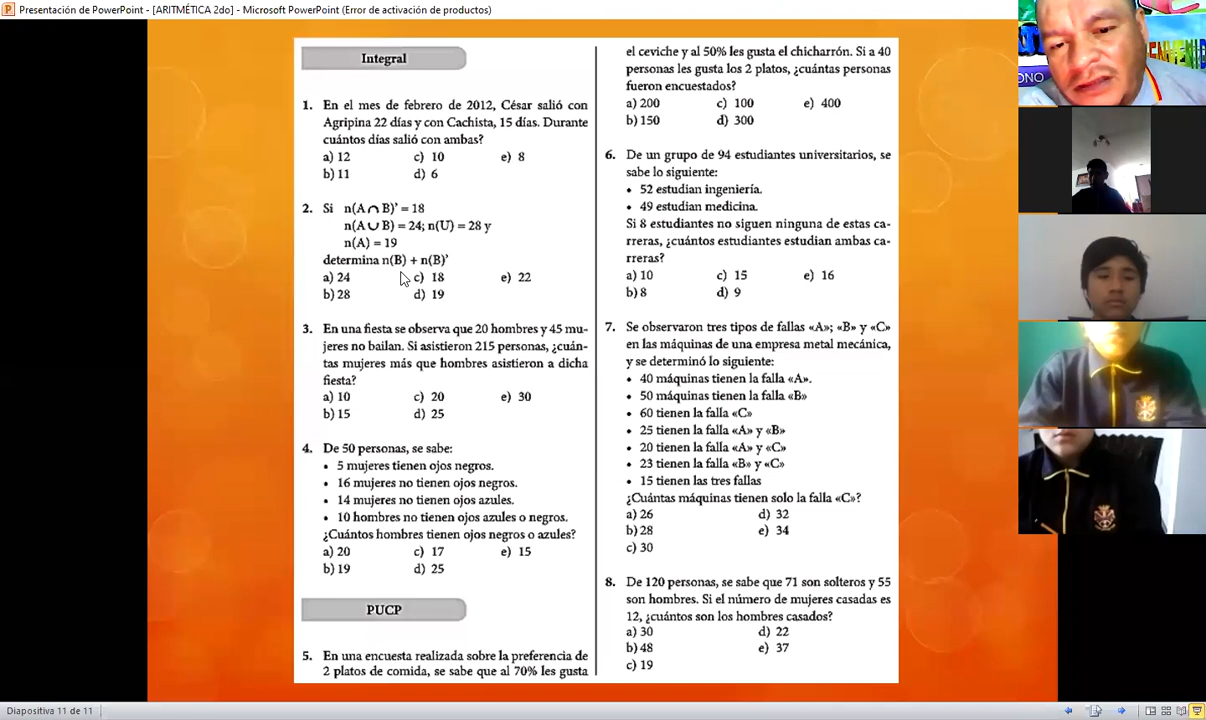 Presentación de PowerPoint - [ARITMÉTICA 2do] - Microsoft PowerPoint (Error de activación de productos)
Integral
1. En el mes de febrero de 2012, César salió con
Agripina 22 días y con Cachista, 15 días. Durante
cuántos días salió con ambas?
a) 12 c) 10 e) 8
b) 11 d) 6
2. Si n(A∩B)' = 18
n(A∪B) = 24; n(U) = 28 y
n(A) = 19
determina n(B) + n(B)'
a) 24 c) 18 e) 22
b) 28 d) 19
3. En una fiesta se observa que 20 hombres y 45 mu-
jeres no bailan. Si asistieron 215 personas, ¿cuán-
tas mujeres más que hombres asistieron a dicha
fiesta?
a) 10 c) 20 e) 30
b) 15 d) 25
4. De 50 personas, se sabe:
• 5 mujeres tienen ojos negros.
• 16 mujeres no tienen ojos negros.
• 14 mujeres no tienen ojos azules.
• 10 hombres no tienen ojos azules o negros.
¿Cuántos hombres tienen ojos negros o azules?
a) 20 c) 17 e) 15
b) 19 d) 25
PUCP
5. En una encuesta realizada sobre la preferencia de
2 platos de comida, se sabe que al 70% les gusta
el ceviche y al 50% les gusta el chicharrón. Si a 40
personas les gusta los 2 platos, ¿cuántas personas
fueron encuestados?
a) 200 c) 100 e) 400
b) 150 d) 300
6. De un grupo de 94 estudiantes universitarios, se
sabe lo siguiente:
• 52 estudian ingeniería.
• 49 estudian medicina.
Si 8 estudiantes no siguen ninguna de estas ca-
rreras, ¿cuántos estudiantes estudian ambas ca-
rreras?
a) 10 c) 15 e) 16
b) 8 d) 9
7. Se observaron tres tipos de fallas «A»; «B» y «C»
en las máquinas de una empresa metal mecánica,
y se determinó lo siguiente:
• 40 máquinas tienen la falla «A».
• 50 máquinas tienen la falla «B»
• 60 tienen la falla «C»
• 25 tienen la falla «A» y «B»
• 20 tienen la falla «A» y «C»
• 23 tienen la falla «B» y «C»
• 15 tienen las tres fallas
¿Cuántas máquinas tienen solo la falla «C»?
a) 26 d) 32
b) 28 e) 34
c) 30
8. De 120 personas, se sabe que 71 son solteros y 55
son hombres. Si el número de mujeres casadas es
12, ¿cuántos son los hombres casados?
a) 30 d) 22
b) 48 e) 37
c) 19
Diapositiva 11 de 11